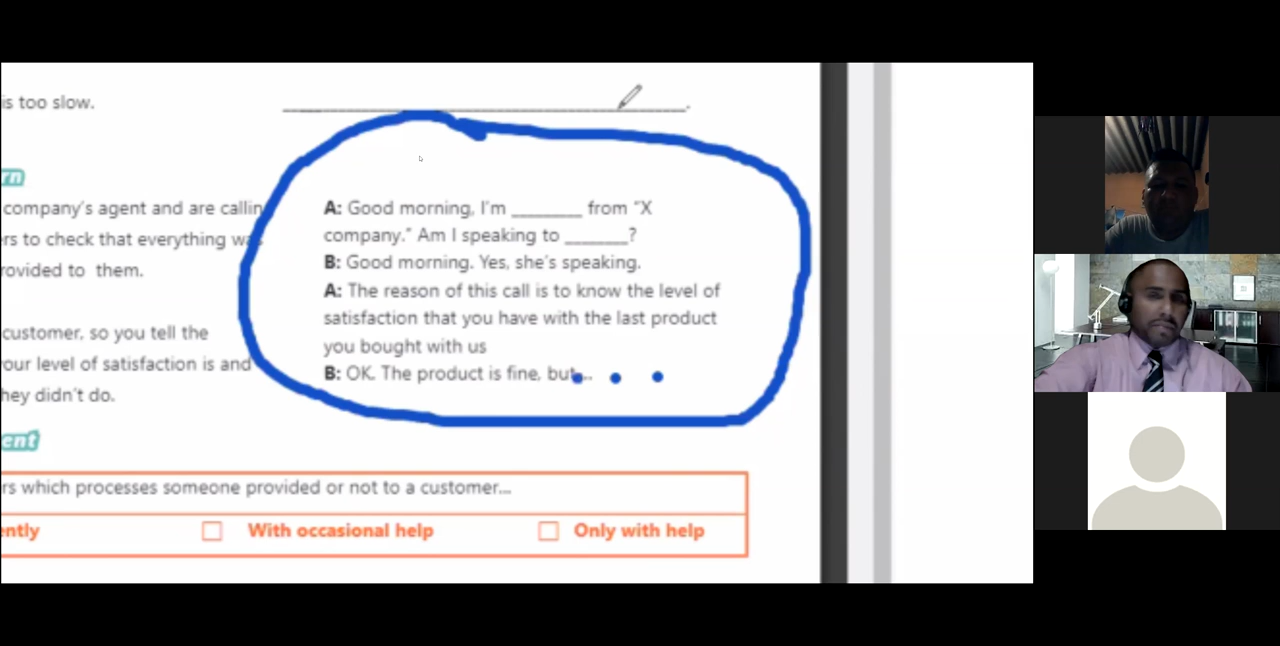 is too slow. ____________.
rn
company's agent and are callin
rs to check that everything wa
rovided to them.
customer, so you tell the
our level of satisfaction is and
hey didn't do.
A: Good morning, I'm ________ from "X
company." Am I speaking to _______?
B: Good morning. Yes, she's speaking.
A: The reason of this call is to know the level of
satisfaction that you have with the last product
you bought with us
B: OK. The product is fine, but...
ent
rs which processes someone provided or not to a customer...
ently With occasional help Only with help